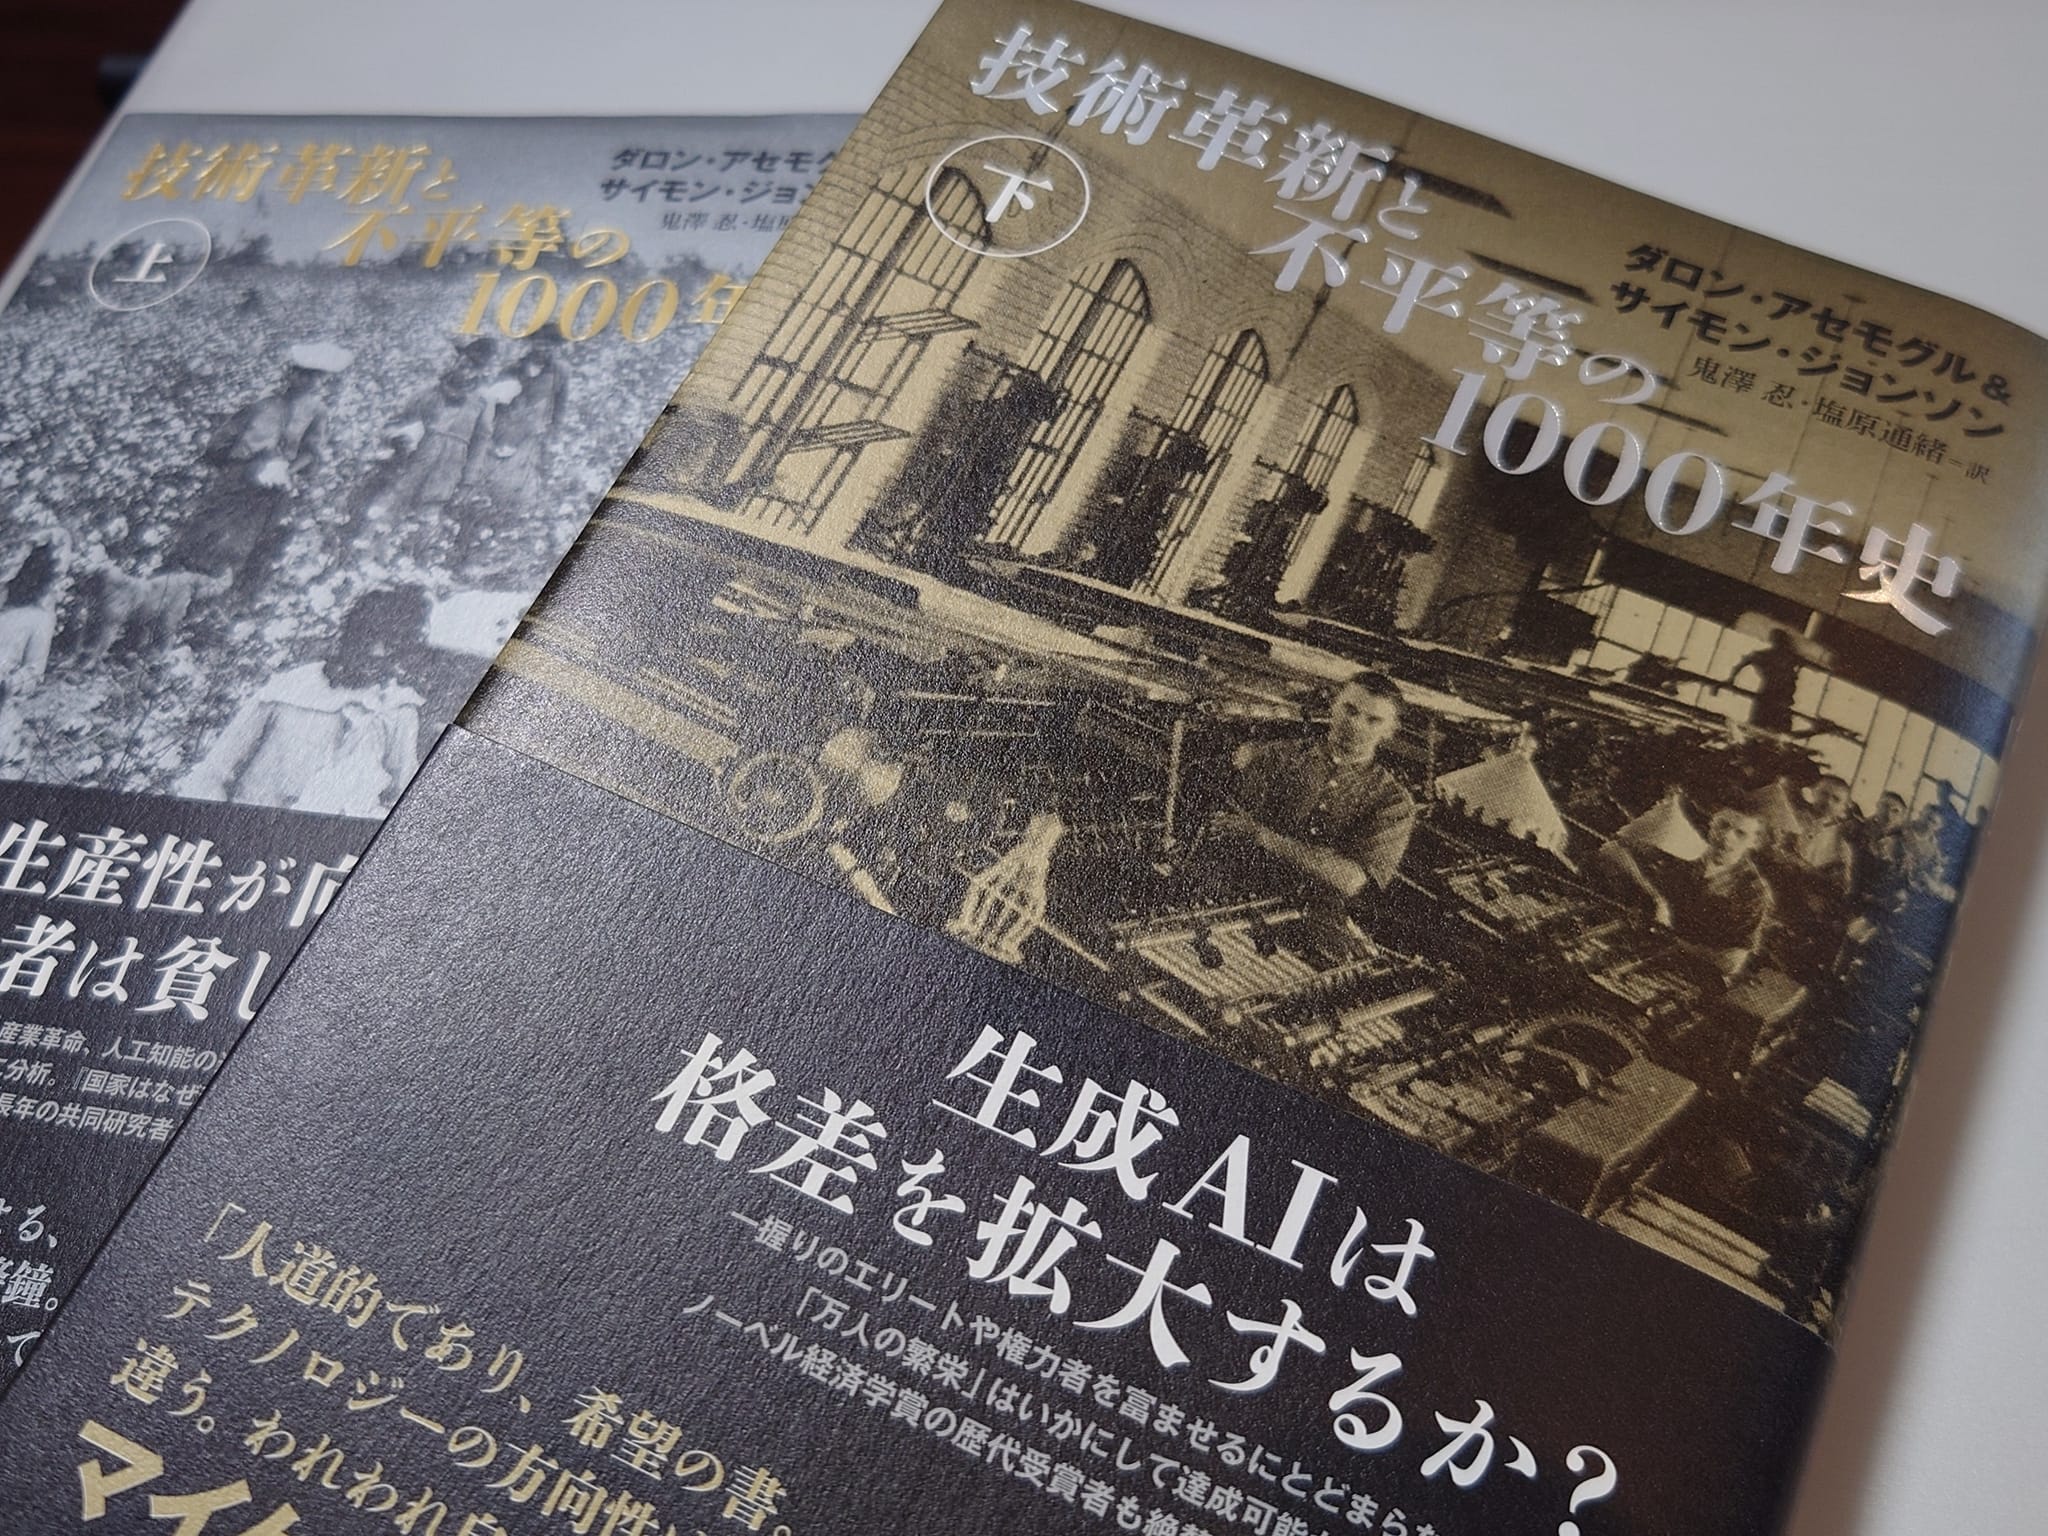 技術革新と
不平等の
1000年
上
ダロン・アセモグ
サイモン・ジョン
鬼澤 忍・塩
生産性が向
者は貧し
産業革命、人工知能の
分析。『国家はなぜ
長年の共同研究者
る、
鐘。
て
技術革新と
不平等の
1000年史
下
ダロン・アセモグル&
サイモン・ジョンソン
鬼澤 忍・塩原通緒=訳
生成AIは
格差を拡大するか?
一握りのエリートや権力者を富ませるにとどまらな
「万人の繁栄」はいかにして達成可能
ノーベル経済学賞の歴代受賞者も絶
「人道的であり、希望の書。
テクノロジーの方向性
違う。われわれ自
マイ